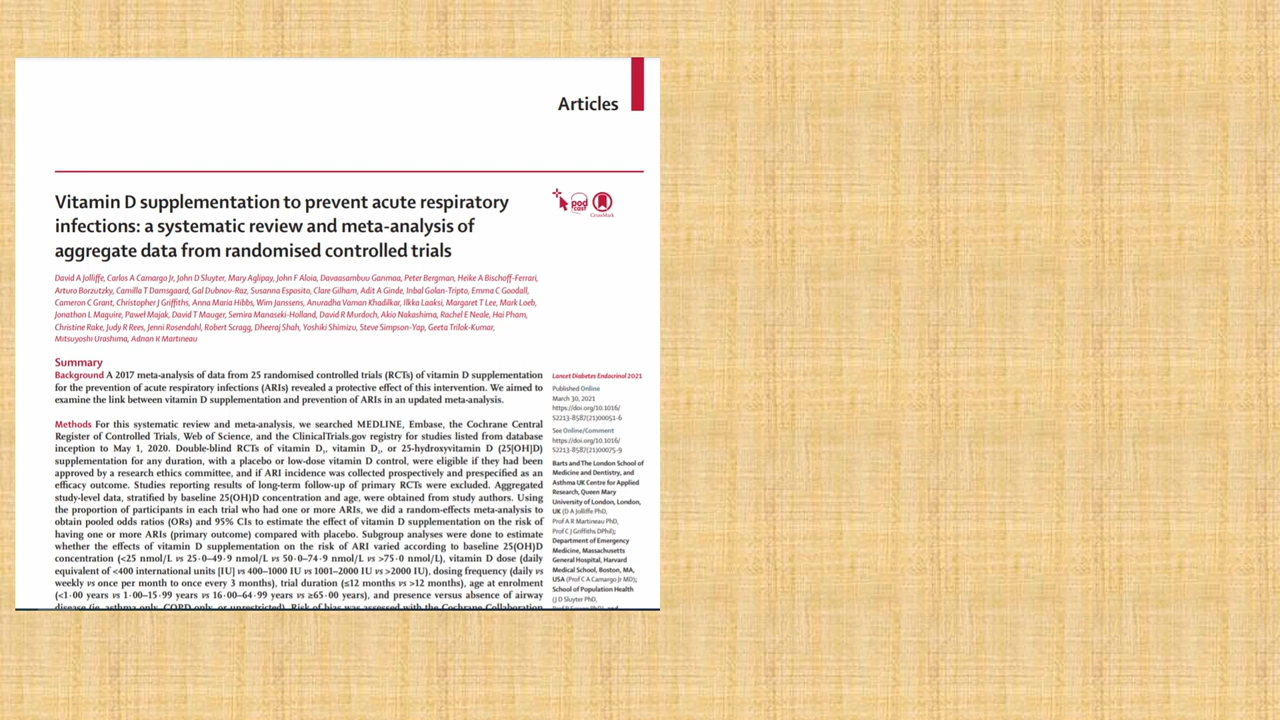 Articles
Vitamin D supplementation to prevent acute respiratory
infections: a systematic review and meta-analysis of
aggregate data from randomised controlled trials
pod
cast
CrossMark
David A Jolliffe, Carlos A Camargo Jr, John D Sluyter, Mary Aglipay, John F Aloia, Davaasambuu Ganmaa, Peter Bergman, Heike A Bischoff-Ferrari,
Arturo Borzutzky, Camilla T Damsgaard, Gal Dubnov-Raz, Susanna Esposito, Clare Gilham, Adit A Ginde, Inbal Golan-Tripto, Emma C Goodall,
Cameron C Grant, Christopher J Griffiths, Anna Maria Hibbs, Wim Janssens, Anuradha Vaman Khadilkar, Ilkka Laaksi, Margaret T Lee, Mark Loeb,
Jonathon L Maguire, Paweł Majak, David T Mauger, Semira Manaseki-Holland, David R Murdoch, Akio Nakashima, Rachel E Neale, Hai Pham,
Christine Rake, Judy R Rees, Jenni Rosendahl, Robert Scragg, Dheeraj Shah, Yoshiki Shimizu, Steve Simpson-Yap, Geeta Trilok-Kumar,
Mitsuyoshi Urashima, Adrian R Martineau
Summary
Background A 2017 meta-analysis of data from 25 randomised controlled trials (RCTs) of vitamin D supplementation
for the prevention of acute respiratory infections (ARIs) revealed a protective effect of this intervention. We aimed to
examine the link between vitamin D supplementation and prevention of ARIs in an updated meta-analysis.
Methods For this systematic review and meta-analysis, we searched MEDLINE, Embase, the Cochrane Central
Register of Controlled Trials, Web of Science, and the ClinicalTrials.gov registry for studies listed from database
inception to May 1, 2020. Double-blind RCTs of vitamin D₃, vitamin D₂, or 25-hydroxyvitamin D (25[OH]D)
supplementation for any duration, with a placebo or low-dose vitamin D control, were eligible if they had been
approved by a research ethics committee, and if ARI incidence was collected prospectively and prespecified as an
efficacy outcome. Studies reporting results of long-term follow-up of primary RCTs were excluded. Aggregated
study-level data, stratified by baseline 25(OH)D concentration and age, were obtained from study authors. Using
the proportion of participants in each trial who had one or more ARIs, we did a random-effects meta-analysis to
obtain pooled odds ratios (ORs) and 95% CIs to estimate the effect of vitamin D supplementation on the risk of
having one or more ARIs (primary outcome) compared with placebo. Subgroup analyses were done to estimate
whether the effects of vitamin D supplementation on the risk of ARI varied according to baseline 25(OH)D
concentration (<25 nmol/L vs 25·0–49·9 nmol/L vs 50·0–74·9 nmol/L vs >75·0 nmol/L), vitamin D dose (daily
equivalent of <400 international units [IU] vs 400–1000 IU vs 1001–2000 IU vs >2000 IU), dosing frequency (daily vs
weekly vs once per month to once every 3 months), trial duration (≤12 months vs >12 months), age at enrolment
(<1·00 years vs 1·00–15·99 years vs 16·00–64·99 years vs ≥65·00 years), and presence versus absence of airway
disease (ie, asthma only, COPD only, or unrestricted). Risk of bias was assessed with the Cochrane Collaboration
Lancet Diabetes Endocrinol 2021
Published Online
March 30, 2021
https://doi.org/10.1016/
S2213-8587(21)00051-6
See Online/Comment
https://doi.org/10.1016/
S2213-8587(21)00075-9
Barts and The London School of
Medicine and Dentistry, and
Asthma UK Centre for Applied
Research, Queen Mary
University of London, London,
UK (D A Jolliffe PhD,
Prof A R Martineau PhD,
Prof C J Griffiths DPhil);
Department of Emergency
Medicine, Massachusetts
General Hospital, Harvard
Medical School, Boston, MA,
USA (Prof C A Camargo Jr MD);
School of Population Health
(J D Sluyter PhD,